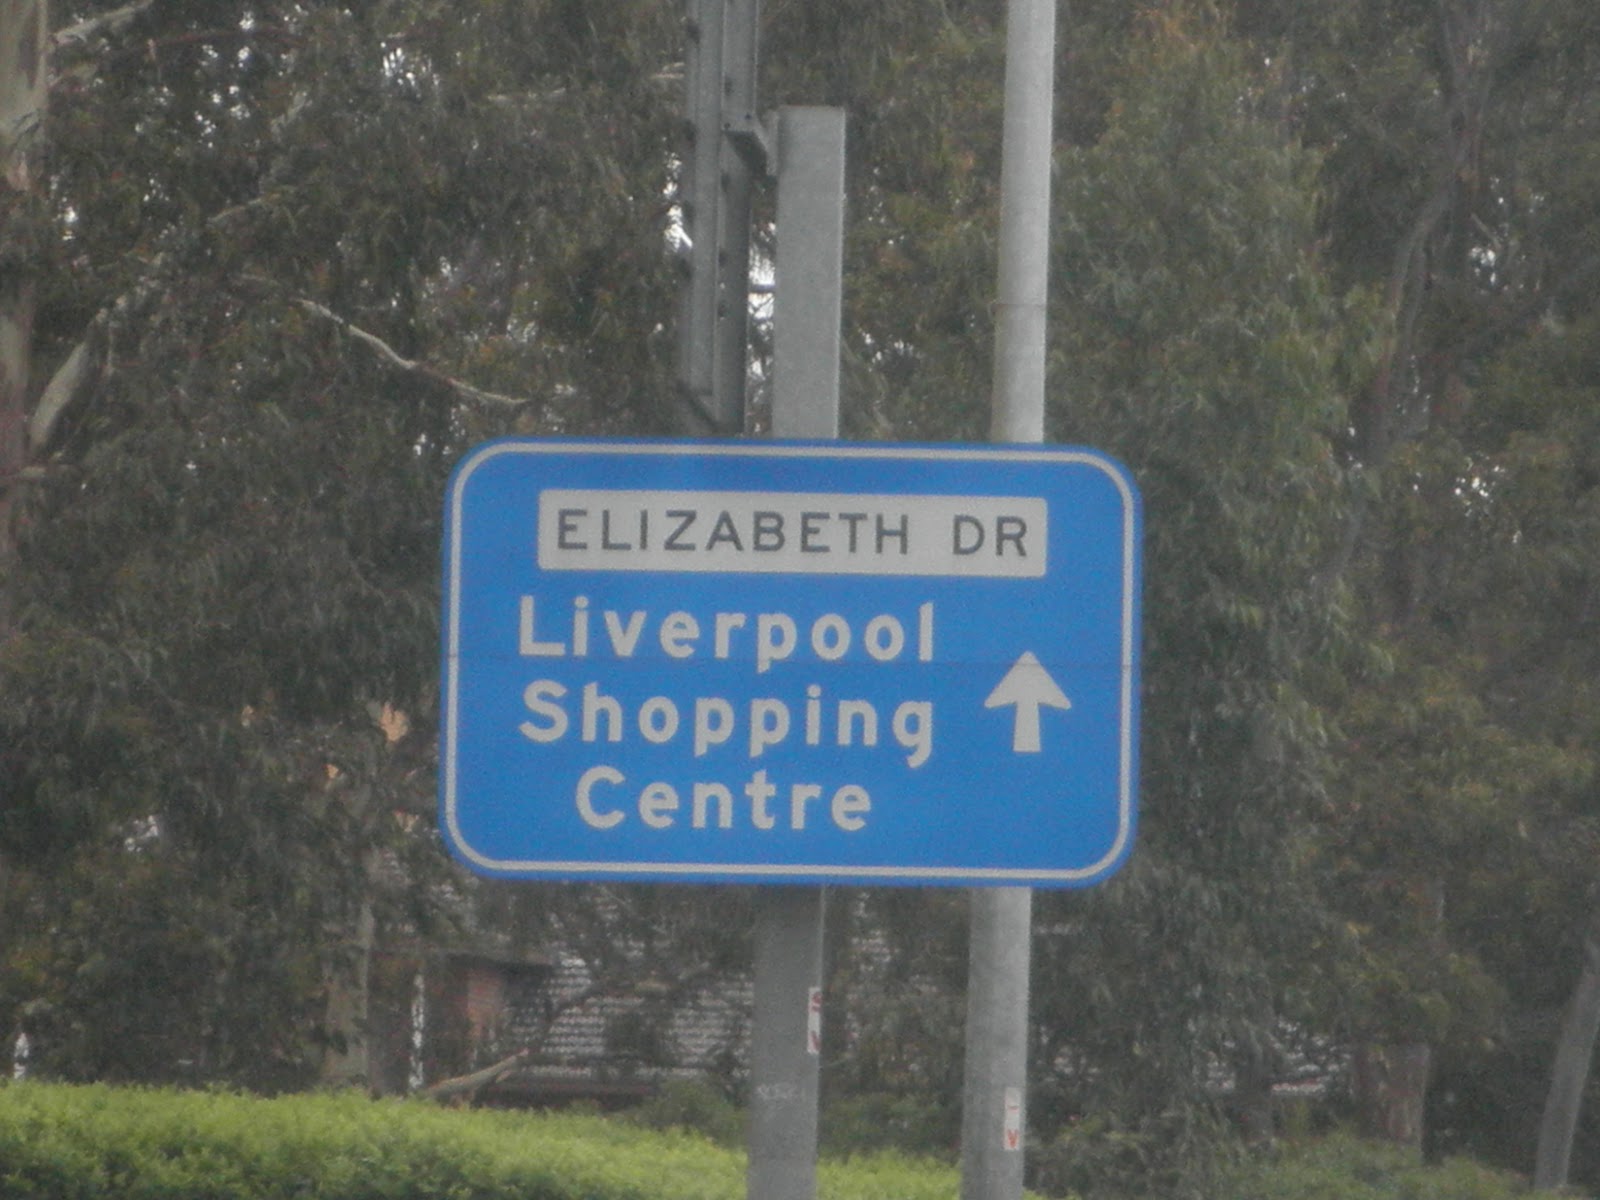 ELIZABETH DR
Liverpool
Shopping
Centre